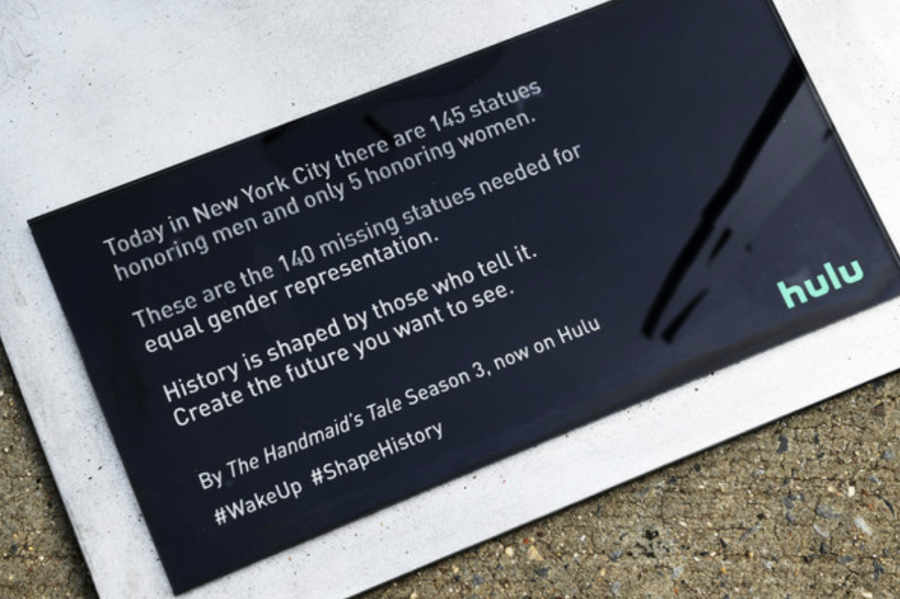 Today in New York City there are 145 statues
honoring men and only 5 honoring women.
These are the 140 missing statues needed for
equal gender representation.
History is shaped by those who tell it.
Create the future you want to see.
By The Handmaid's Tale Season 3, now on Hulu
#WakeUp #ShapeHistory
hulu